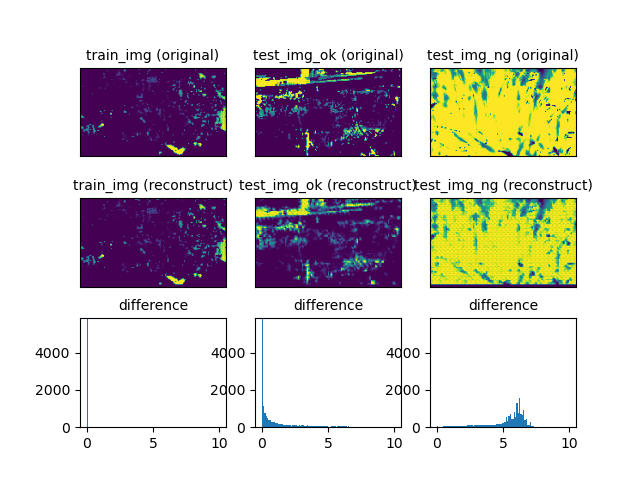 train_img (original) test_img_ok (original) test_img_ng (original)
train_img (reconstruct) test_img_ok (reconstruct) test_img_ng (reconstruct)
difference difference difference
4000 4000 4000
2000 2000 2000
0 0 0
0 5 10 0 5 10 0 5 10